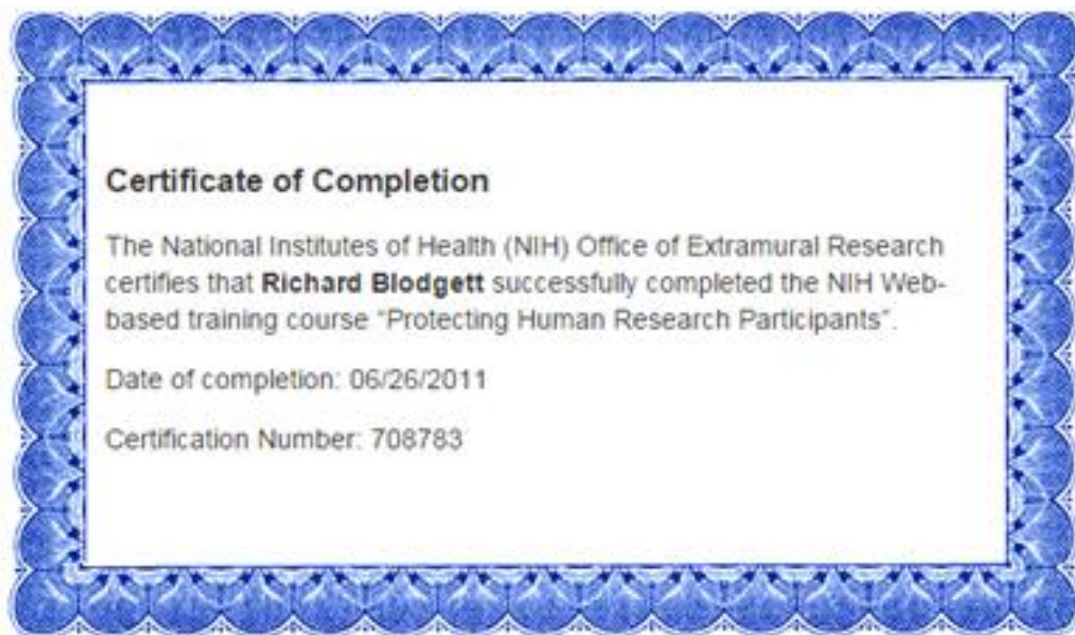 Certificate of Completion
The National Institutes of Health (NIH) Office of Extramural Research
certifies that Richard Blodgett successfully completed the NIH Web-
based training course “Protecting Human Research Participants”.
Date of completion: 06/26/2011
Certification Number: 708783